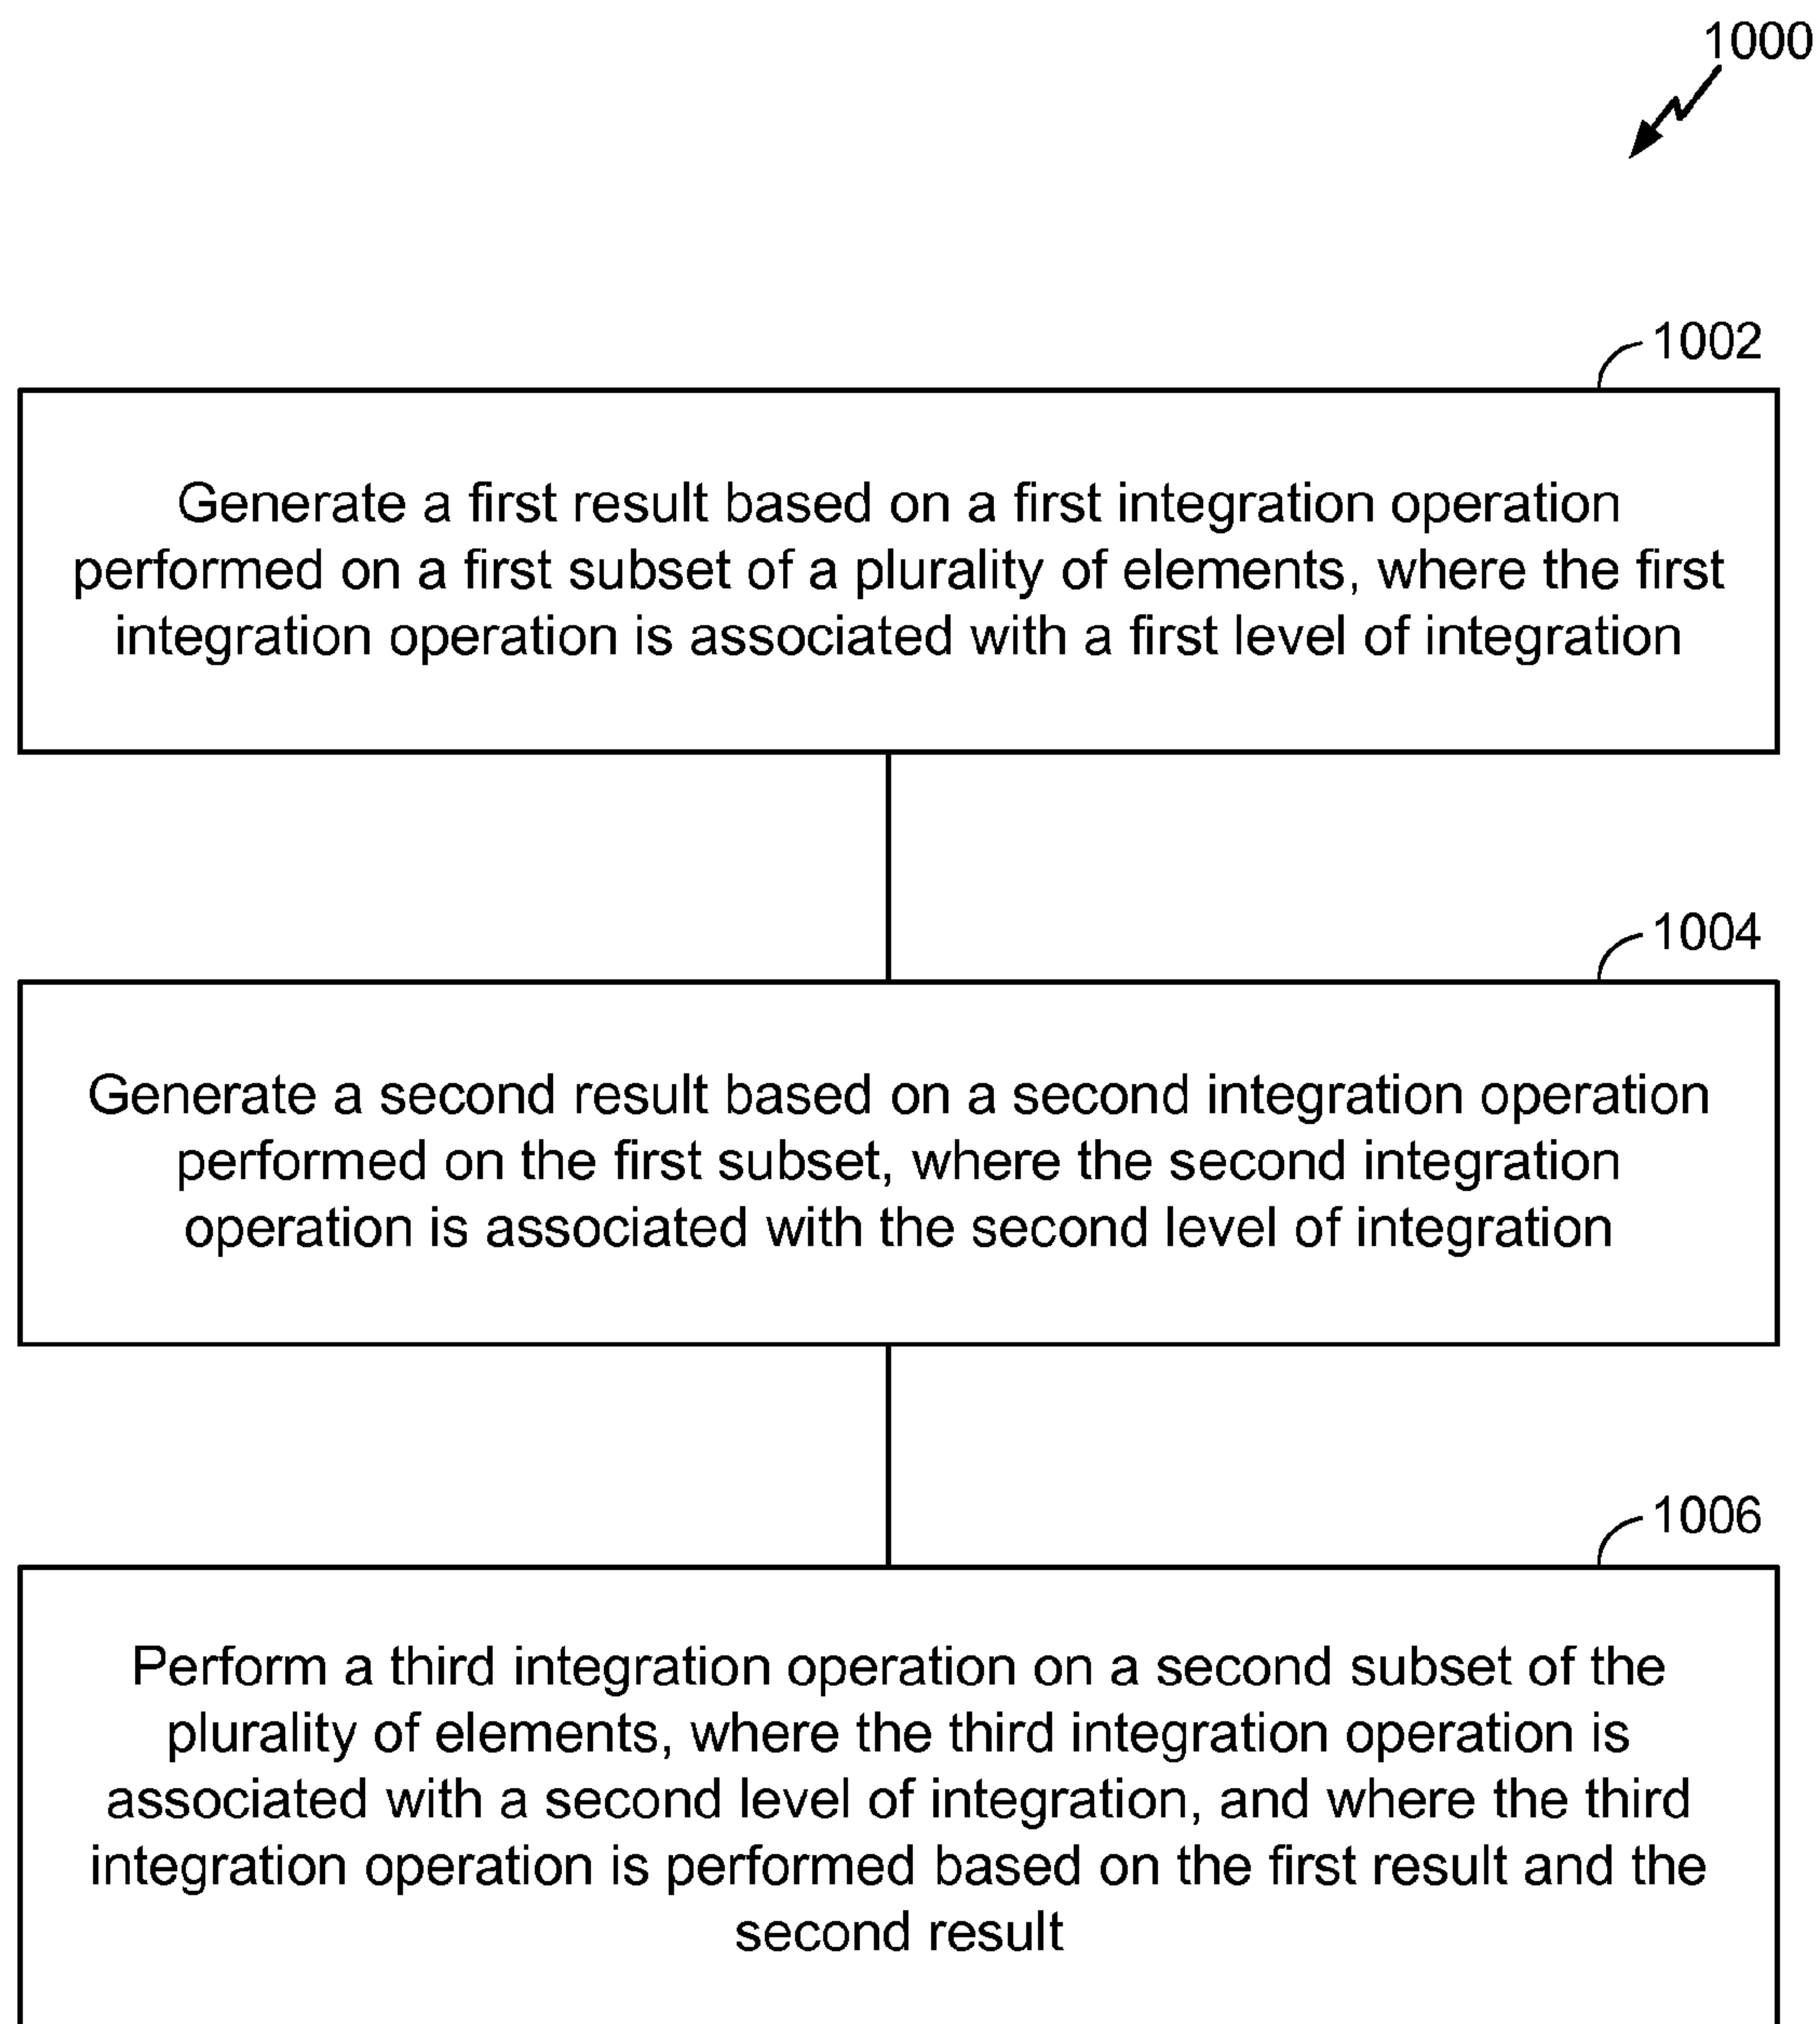 1000
1002
Generate a first result based on a first integration operation
performed on a first subset of a plurality of elements, where the first
integration operation is associated with a first level of integration
1004
Generate a second result based on a second integration operation
performed on the first subset, where the second integration
operation is associated with the second level of integration
1006
Perform a third integration operation on a second subset of the
plurality of elements, where the third integration operation is
associated with a second level of integration, and where the third
integration operation is performed based on the first result and the
second result